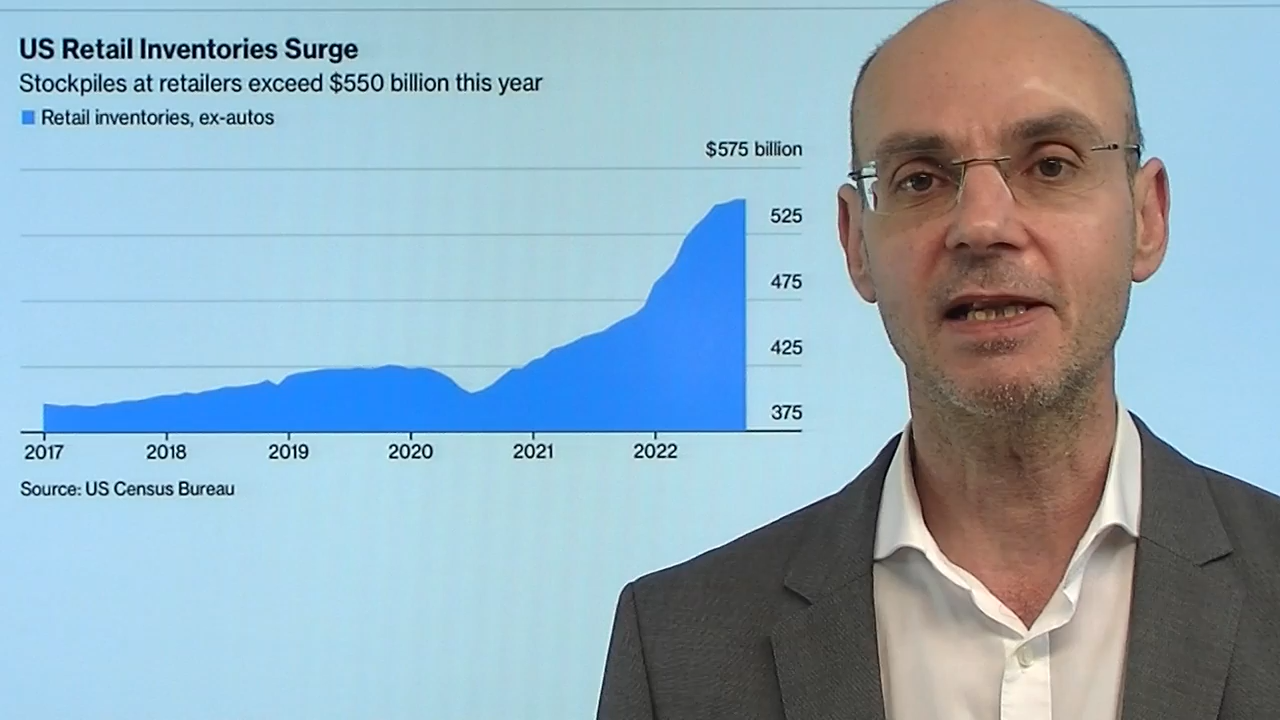 US Retail Inventories Surge
Stockpiles at retailers exceed $550 billion this year
Retail inventories, ex-autos
$575 billion
525
475
425
375
2017 2018 2019 2020 2021 2022
Source: US Census Bureau